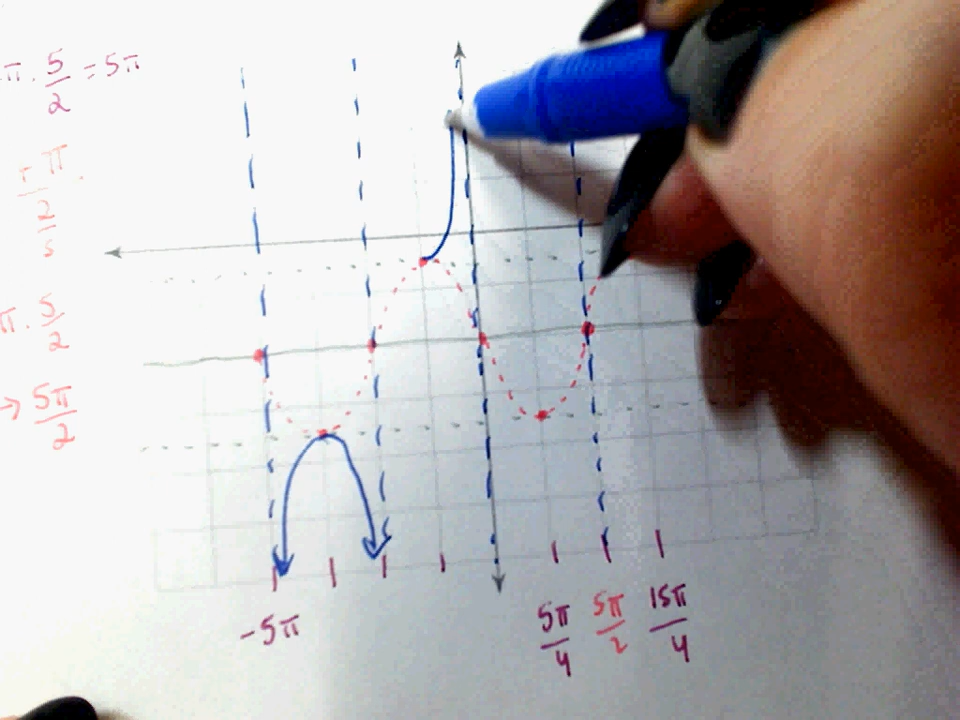 π · 5/2 = 5π
π/2/5
π · 5/2
→ 5π/2
-5π
5π/4 5π/2 15π/4